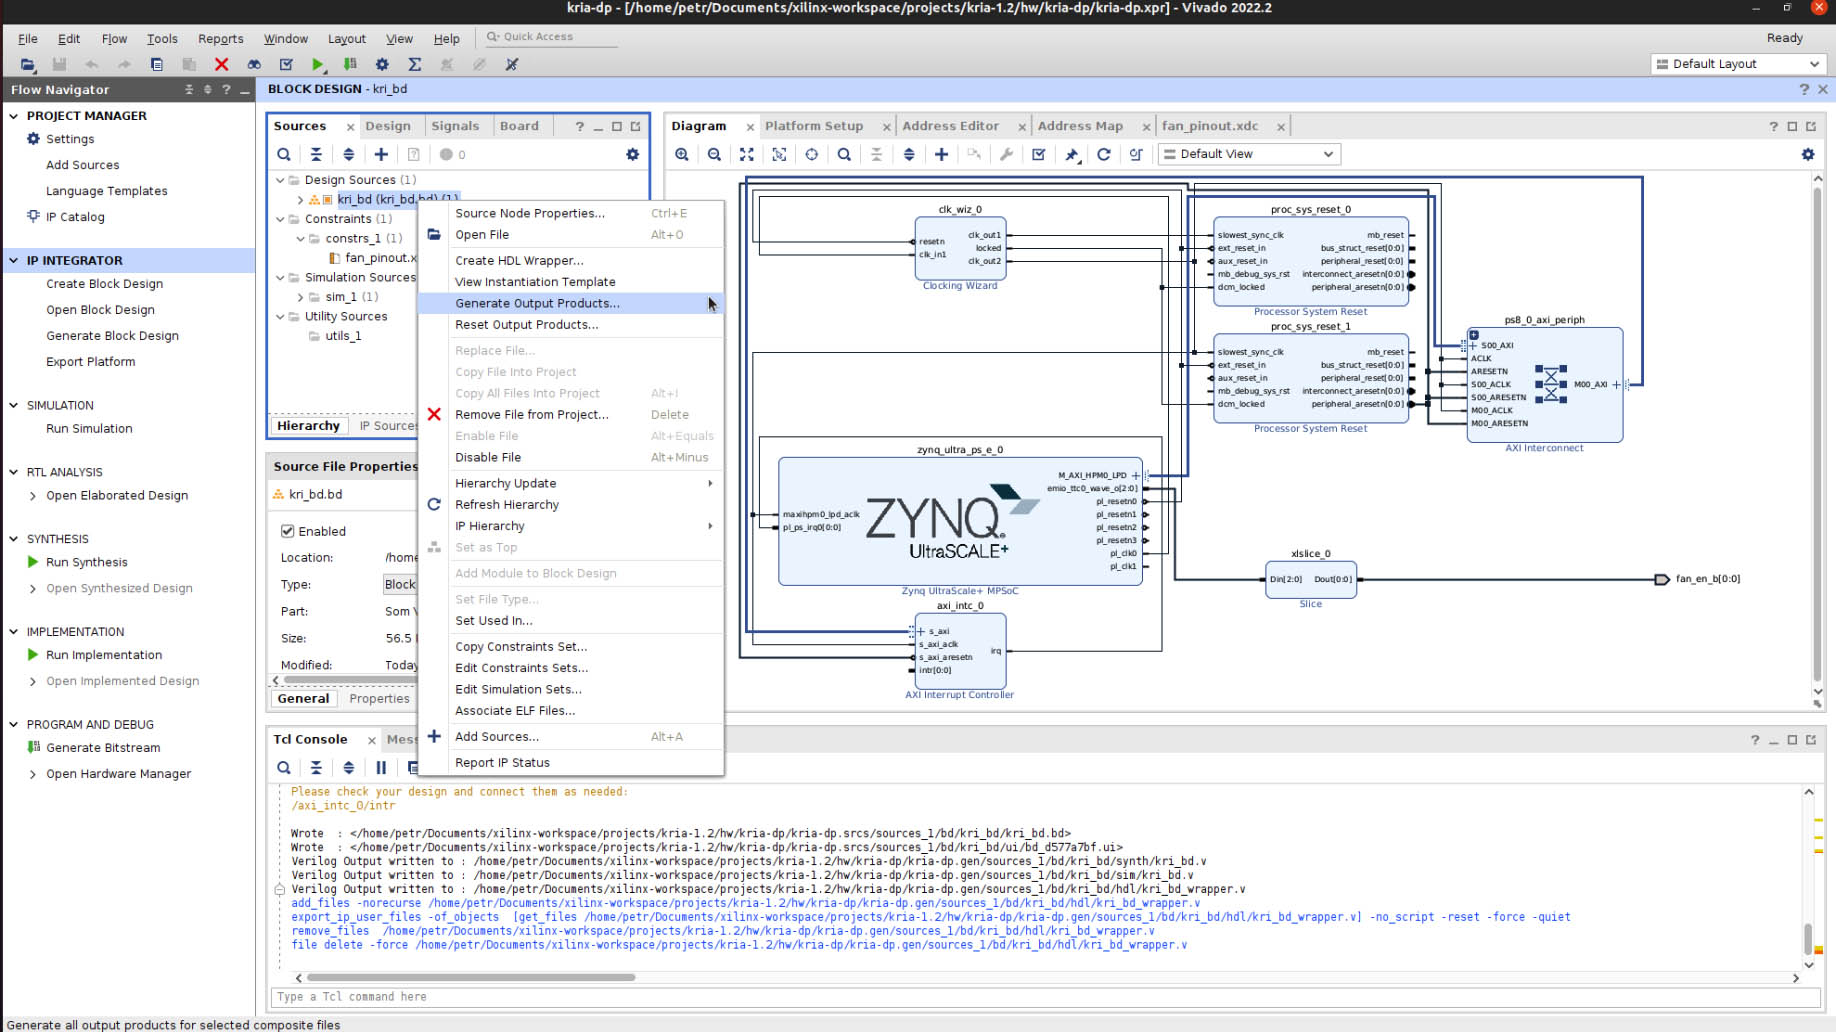 kria-dp - [/home/petr/Documents/xilinx-workspace/projects/kria-1.2/hw/kria-dp/kria-dp.xpr] - Vivado 2022.2
File Edit Flow Tools Reports Window Layout View Help Quick Access Ready
Default Layout
Flow Navigator
PROJECT MANAGER
Settings
Add Sources
Language Templates
IP Catalog
IP INTEGRATOR
Create Block Design
Open Block Design
Generate Block Design
Export Platform
SIMULATION
Run Simulation
RTL ANALYSIS
Open Elaborated Design
SYNTHESIS
Run Synthesis
Open Synthesized Design
IMPLEMENTATION
Run Implementation
Open Implemented Design
PROGRAM AND DEBUG
Generate Bitstream
Open Hardware Manager
BLOCK DESIGN - kri_bd
Sources Design Signals Board
0
Design Sources (1)
kri_bd (kri_bd.bd) (1)
Constraints (1)
constrs_1 (1)
fan_pinout.x
Simulation Sources
sim_1 (1)
Utility Sources
utils_1
Hierarchy IP Sources
Source File Properties
kri_bd.bd
Enabled
Location: /home
Type: Block
Part: Som
Size: 56.5
Modified: Today
General Properties
Source Node Properties... Ctrl+E
Open File Alt+O
Create HDL Wrapper...
View Instantiation Template
Generate Output Products...
Reset Output Products...
Replace File...
Copy File Into Project
Copy All Files Into Project Alt+I
Remove File from Project... Delete
Enable File Alt+Equals
Disable File Alt+Minus
Hierarchy Update
Refresh Hierarchy
IP Hierarchy
Set as Top
Add Module to Block Design
Set File Type...
Set Used In...
Copy Constraints Set...
Edit Constraints Sets...
Edit Simulation Sets...
Associate ELF Files...
Add Sources... Alt+A
Report IP Status
Diagram Platform Setup Address Editor Address Map fan_pinout.xdc
Default View
clk_wiz_0
resetn
clk_in1
clk_out1
locked
clk_out2
Clocking Wizard
proc_sys_reset_0
slowest_sync_clk mb_reset
ext_reset_in bus_struct_reset[0:0]
aux_reset_in peripheral_reset[0:0]
mb_debug_sys_rst interconnect_aresetn[0:0]
dcm_locked peripheral_aresetn[0:0]
Processor System Reset
proc_sys_reset_1
slowest_sync_clk mb_reset
ext_reset_in bus_struct_reset[0:0]
aux_reset_in peripheral_reset[0:0]
mb_debug_sys_rst interconnect_aresetn[0:0]
dcm_locked peripheral_aresetn[0:0]
Processor System Reset
ps8_0_axi_periph
S00_AXI
ACLK
ARESETN
S00_ACLK
S00_ARESETN
M00_ACLK
M00_ARESETN
M00_AXI
AXI Interconnect
zynq_ultra_ps_e_0
maxihpm0_lpd_aclk
pl_ps_irq0[0:0]
ZYNQ
UltraSCALE+
M_AXI_HPM0_LPD
emio_ttc0_wave_o[2:0]
pl_resetn0
pl_resetn1
pl_resetn2
pl_resetn3
pl_clk0
pl_clk1
Zynq UltraScale+ MPSoC
axi_intc_0
s_axi
s_axi_aclk
s_axi_aresetn
intr[0:0]
irq
AXI Interrupt Controller
xlslice_0
Din[2:0] Dout[0:0]
Slice
fan_en_b[0:0]
Tcl Console Mess
Please check your design and connect them as needed:
/axi_intc_0/intr
Wrote : </home/petr/Documents/xilinx-workspace/projects/kria-1.2/hw/kria-dp/kria-dp.srcs/sources_1/bd/kri_bd/kri_bd.bd>
Wrote : </home/petr/Documents/xilinx-workspace/projects/kria-1.2/hw/kria-dp/kria-dp.srcs/sources_1/bd/kri_bd/ui/bd_d577a7bf.ui>
Verilog Output written to : /home/petr/Documents/xilinx-workspace/projects/kria-1.2/hw/kria-dp/kria-dp.gen/sources_1/bd/kri_bd/synth/kri_bd.v
Verilog Output written to : /home/petr/Documents/xilinx-workspace/projects/kria-1.2/hw/kria-dp/kria-dp.gen/sources_1/bd/kri_bd/sim/kri_bd.v
Verilog Output written to : /home/petr/Documents/xilinx-workspace/projects/kria-1.2/hw/kria-dp/kria-dp.gen/sources_1/bd/kri_bd/hdl/kri_bd_wrapper.v
add_files -norecurse /home/petr/Documents/xilinx-workspace/projects/kria-1.2/hw/kria-dp/kria-dp.gen/sources_1/bd/kri_bd/hdl/kri_bd_wrapper.v
export_ip_user_files -of_objects [get_files /home/petr/Documents/xilinx-workspace/projects/kria-1.2/hw/kria-dp/kria-dp.gen/sources_1/bd/kri_bd/hdl/kri_bd_wrapper.v] -no_script -reset -force -quiet
remove_files /home/petr/Documents/xilinx-workspace/projects/kria-1.2/hw/kria-dp/kria-dp.gen/sources_1/bd/kri_bd/hdl/kri_bd_wrapper.v
file delete -force /home/petr/Documents/xilinx-workspace/projects/kria-1.2/hw/kria-dp/kria-dp.gen/sources_1/bd/kri_bd/hdl/kri_bd_wrapper.v
Type a Tcl command here
Generate all output products for selected composite files